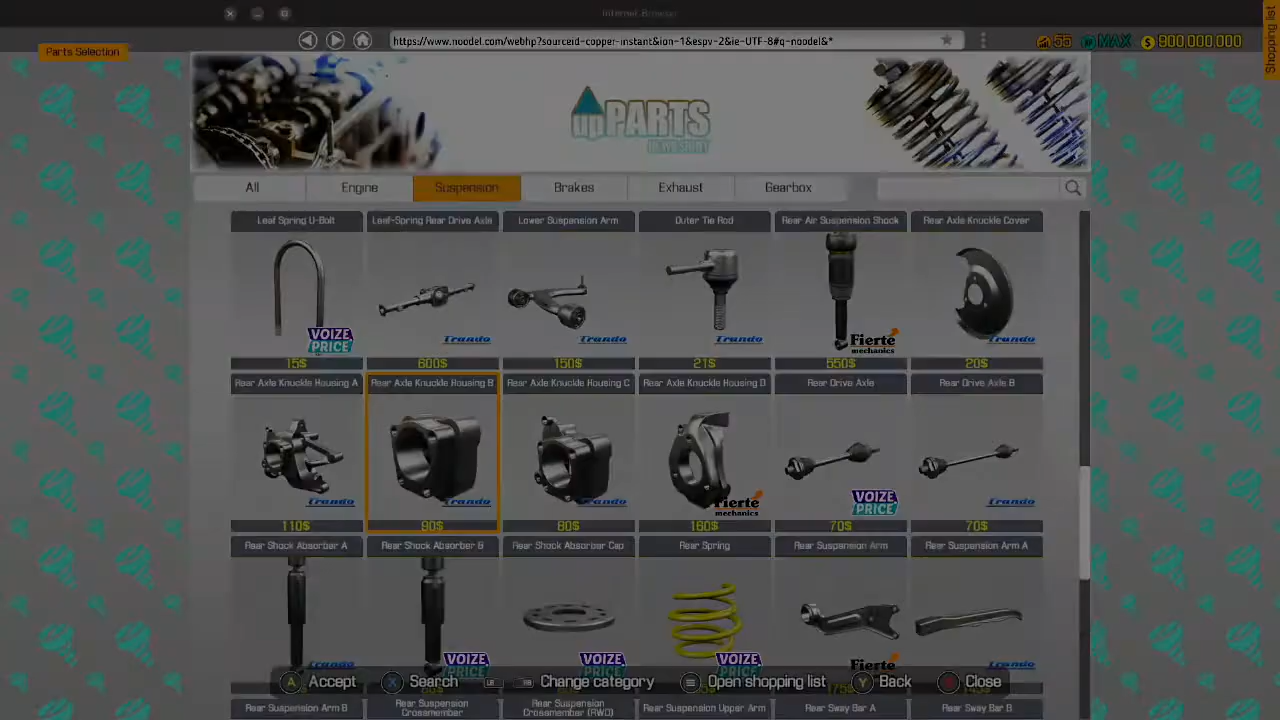 Internet Browser
Parts Selection
https://www.noodel.com/webhp?sourceid-copper-instant&ion-1&espv-2&ie-UTF-8#q-noodel&*
55 MAX $ 900 000 000
Shopping list
upPARTS
All Engine Suspension Brakes Exhaust Gearbox
Leaf Spring U-Bolt Leaf-Spring Rear Drive Axle Lower Suspension Arm Outer Tie Rod Rear Air Suspension Shock Rear Axle Knuckle Cover
VOIZE PRICE Trando Trando Trando Fierte mechanics Trando
15$ 600$ 150$ 21$ 550$ 20$
Rear Axle Knuckle Housing A Rear Axle Knuckle Housing B Rear Axle Knuckle Housing C Rear Axle Knuckle Housing D Rear Drive Axle Rear Drive Axle B
Trando Trando Trando Fierte mechanics VOIZE PRICE Trando
110$ 90$ 80$ 160$ 70$ 70$
Rear Shock Absorber A Rear Shock Absorber B Rear Shock Absorber Cap Rear Spring Rear Suspension Arm Rear Suspension Arm A
Trando VOIZE PRICE VOIZE PRICE VOIZE PRICE Fierte
A Accept X Search Change category Open shopping list Y Back Close
Rear Suspension Arm B Rear Suspension Crossmember Rear Suspension Crossmember (RWD) Rear Suspension Upper Arm Rear Sway Bar A Rear Sway Bar B